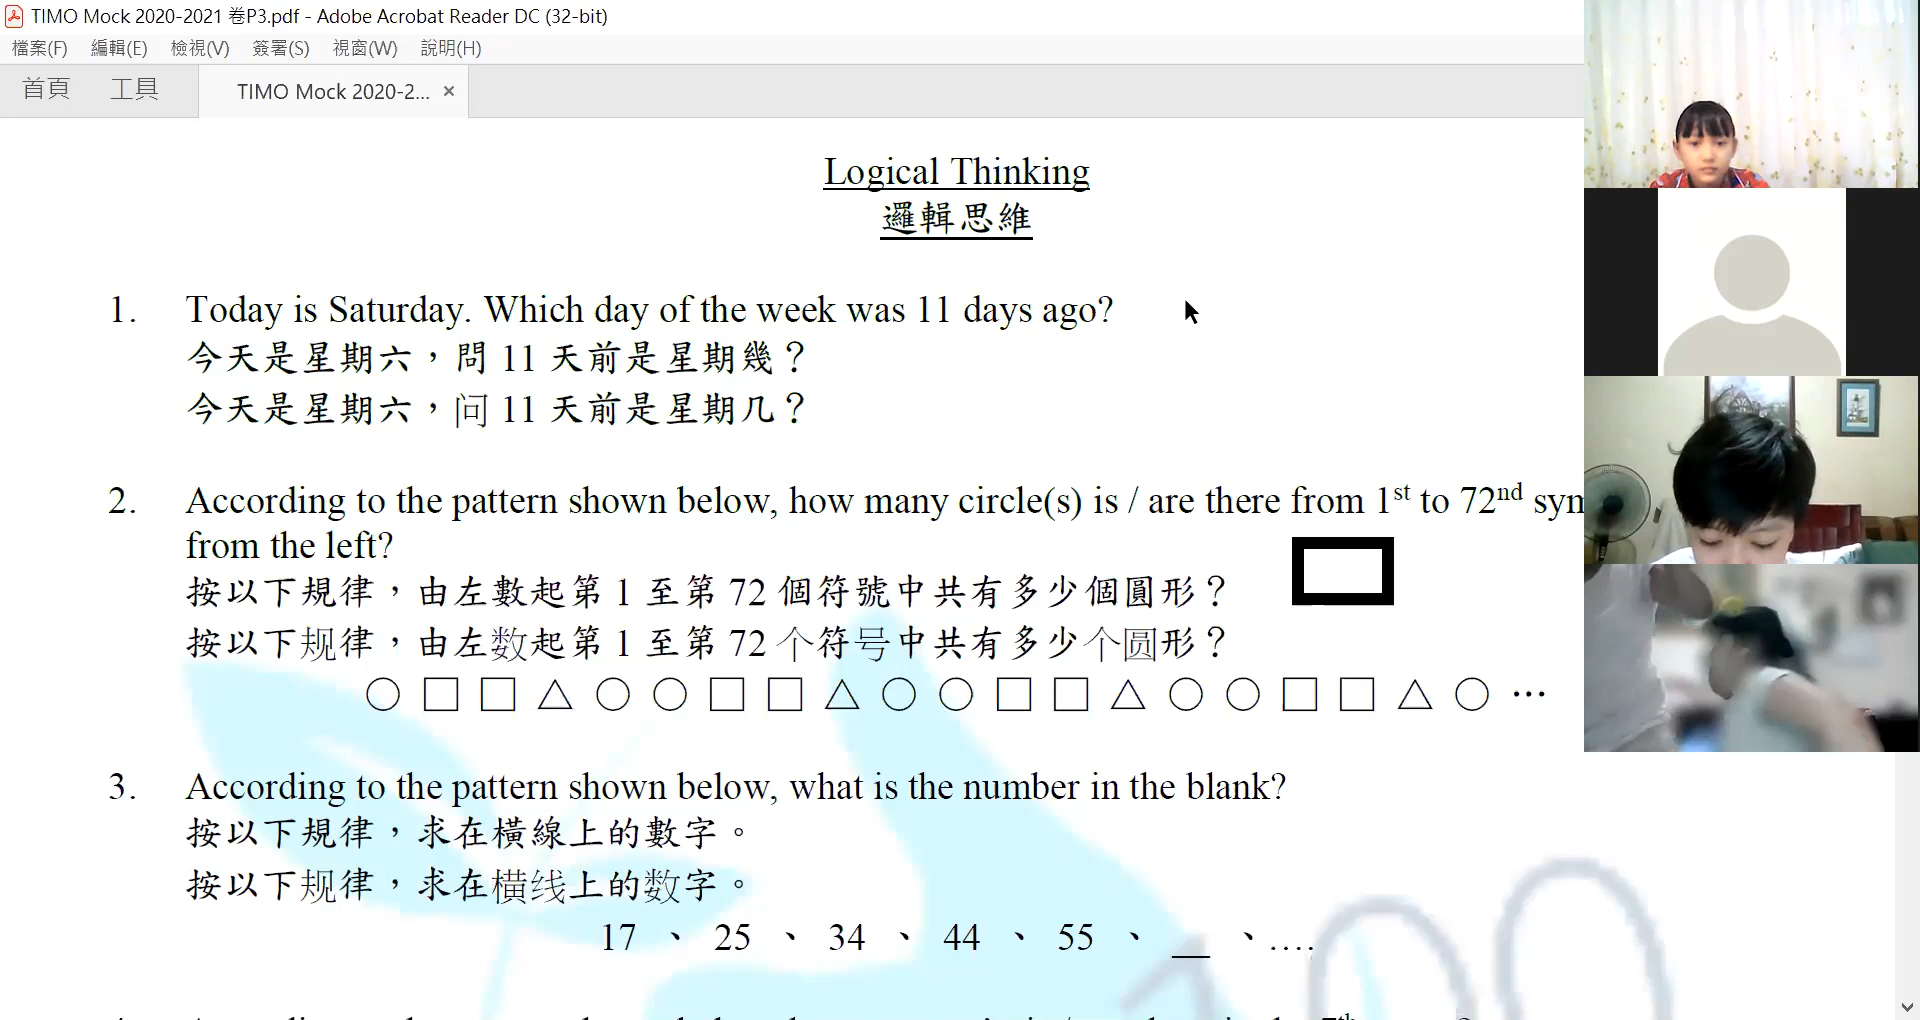 TIMO Mock 2020-2021 卷P3.pdf - Adobe Acrobat Reader DC (32-bit)
檔案(F) 編輯(E) 檢視(V) 簽署(S) 視窗(W) 說明(H)
首頁 工具 TIMO Mock 2020-2... ×
Logical Thinking
邏輯思維
1. Today is Saturday. Which day of the week was 11 days ago?
今天是星期六，問 11 天前是星期幾？
今天是星期六，问 11 天前是星期几？
2. According to the pattern shown below, how many circle(s) is / are there from 1st to 72nd sym
from the left?
按以下規律，由左數起第 1 至第 72 個符號中共有多少個圓形？
按以下规律，由左数起第 1 至第 72 个符号中共有多少个圆形？
○ □ □ △ ○ ○ □ □ △ ○ ○ □ □ △ ○ ○ □ □ △ ○ …
3. According to the pattern shown below, what is the number in the blank?
按以下規律，求在橫線上的數字。
按以下规律，求在横线上的数字。
17 、 25 、 34 、 44 、 55 、 __ 、….